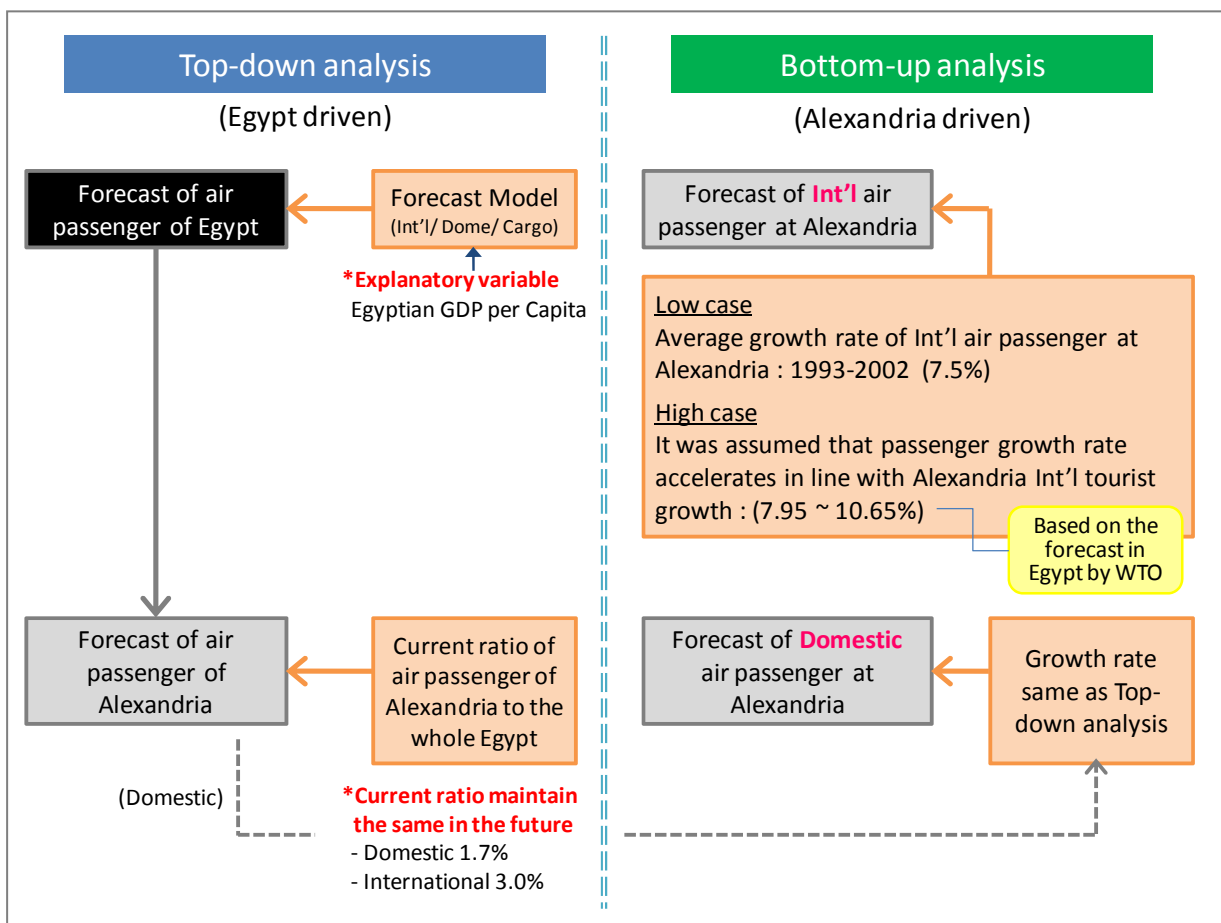 Top-down analysis
(Egypt driven)
Forecast of air
passenger of Egypt
Forecast Model
(Int'l/ Dome/ Cargo)
*Explanatory variable
Egyptian GDP per Capita
Forecast of air
passenger of
Alexandria
Current ratio of
air passenger of
Alexandria to the
whole Egypt
(Domestic)
*Current ratio maintain
the same in the future
- Domestic 1.7%
- International 3.0%
Bottom-up analysis
(Alexandria driven)
Forecast of Int'l air
passenger at Alexandria
Low case
Average growth rate of Int'l air passenger at
Alexandria : 1993-2002 (7.5%)
High case
It was assumed that passenger growth rate
accelerates in line with Alexandria Int'l tourist
growth : (7.95 ~ 10.65%)
Based on the
forecast in
Egypt by WTO
Forecast of Domestic
air passenger at
Alexandria
Growth rate
same as Top-
down analysis